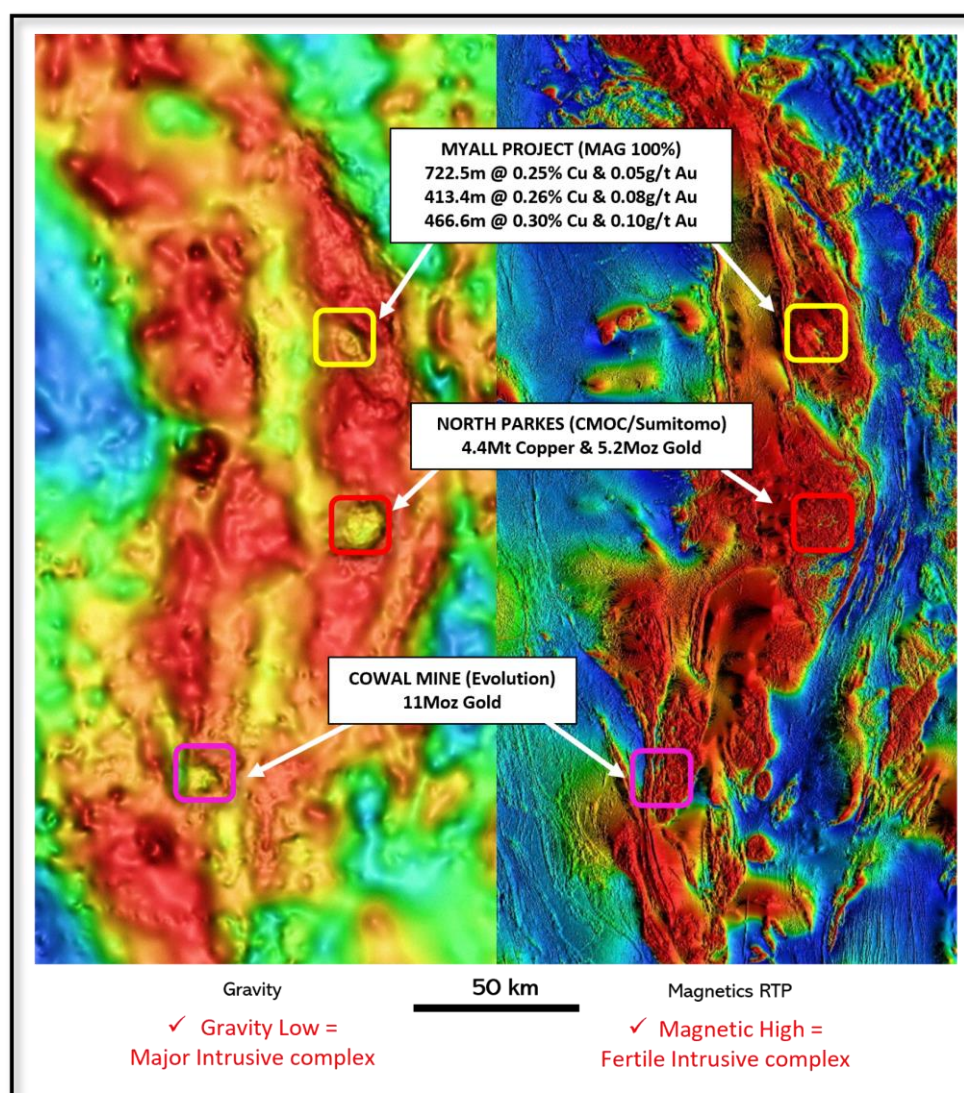 MYALL PROJECT (MAG 100%)
722.5m @ 0.25% Cu & 0.05g/t Au
413.4m @ 0.26% Cu & 0.08g/t Au
466.6m @ 0.30% Cu & 0.10g/t Au
NORTH PARKES (CMOC/Sumitomo)
4.4Mt Copper & 5.2Moz Gold
COWAL MINE (Evolution)
11Moz Gold
Gravity
50 km
Magnetics RTP
✓ Gravity Low =
Major Intrusive complex
✓ Magnetic High =
Fertile Intrusive complex